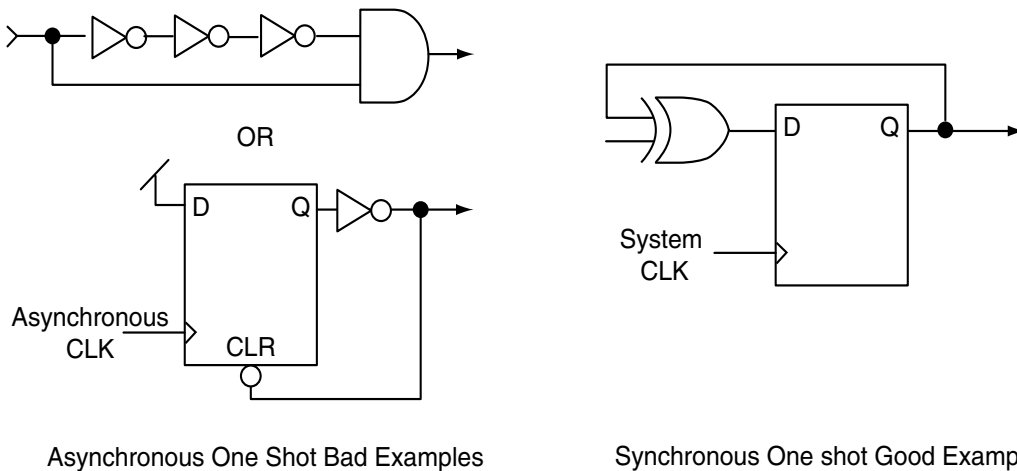 OR
D Q
Asynchronous
CLK
CLR
Asynchronous One Shot Bad Examples
D Q
System
CLK
Synchronous One shot Good Examp